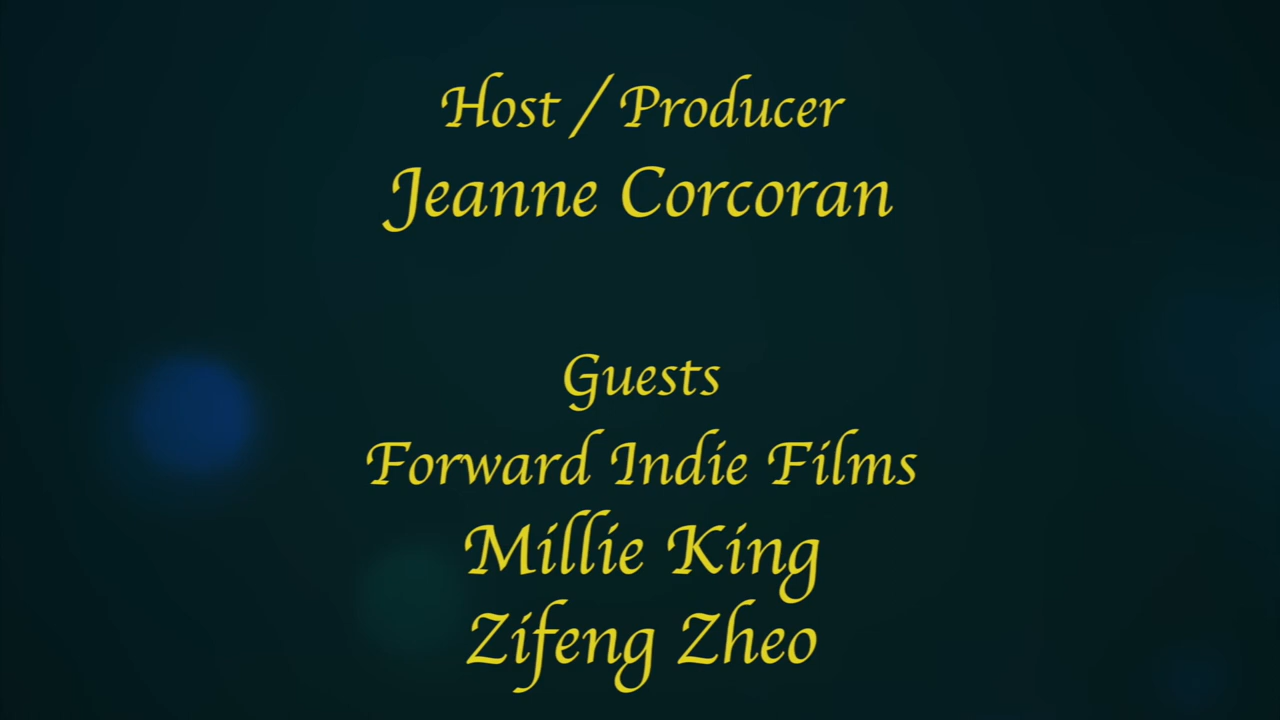 Host / Producer
Jeanne Corcoran
Guests
Forward Indie Films
Millie King
Zifeng Zheo